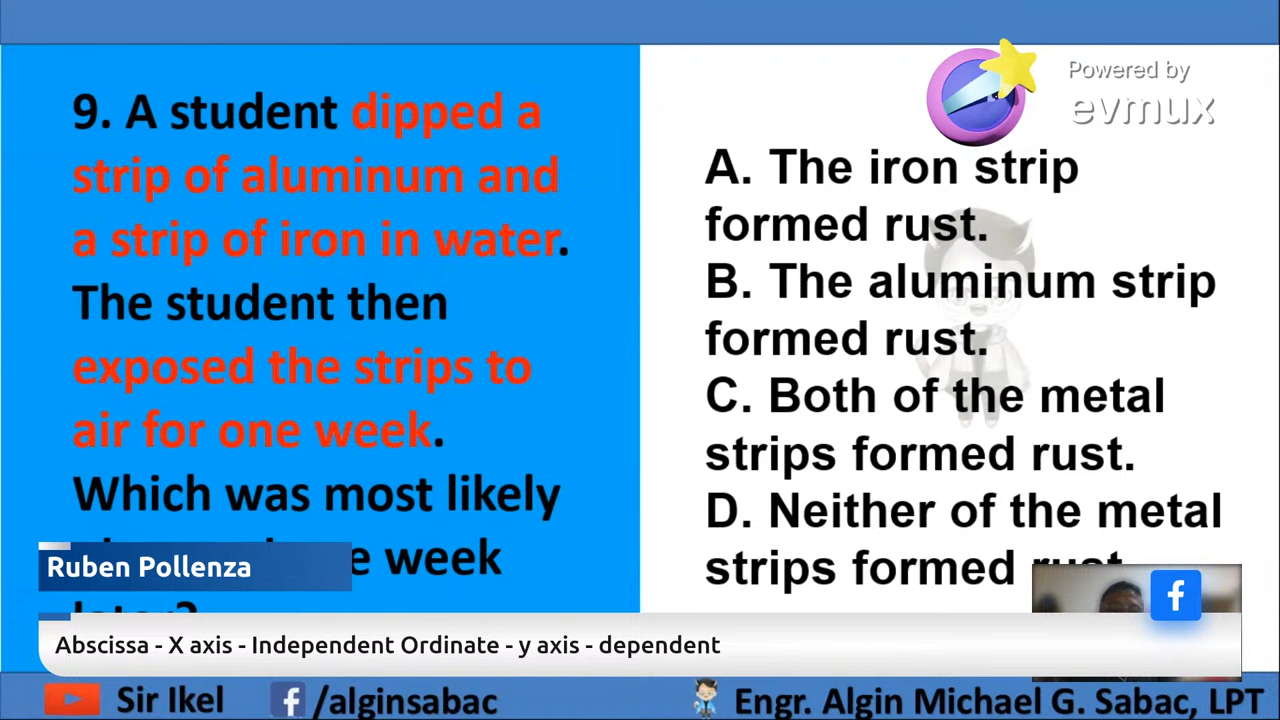 9. A student dipped a
strip of aluminum and
a strip of iron in water.
The student then
exposed the strips to
air for one week.
Which was most likely
week
Powered by
evmux
A. The iron strip
formed rust.
B. The aluminum strip
formed rust.
C. Both of the metal
strips formed rust.
D. Neither of the metal
strips formed rust
Ruben Pollenza
Abscissa - X axis - Independent Ordinate - y axis - dependent
Sir Ikel
/alginsabac
Engr. Algin Michael G. Sabac, LPT